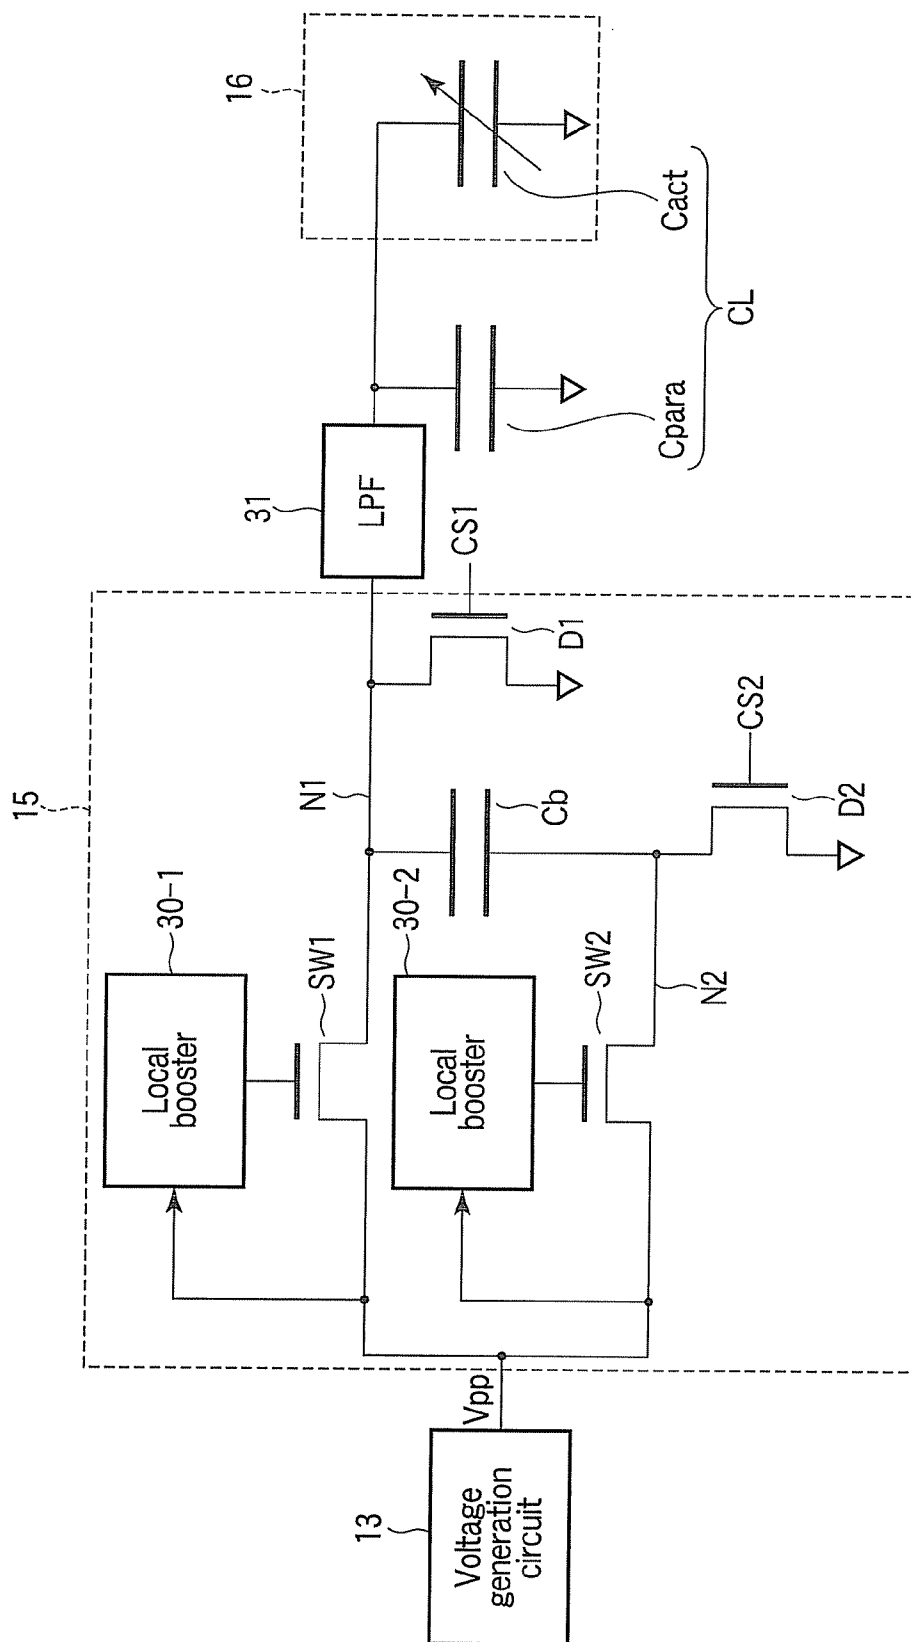 13
Voltage
generation
circuit
Vpp
15
30-1
Local
booster
SW1
30-2
Local
booster
SW2
N1
N2
Cb
D1
CS1
D2
CS2
31
LPF
16
Cpara
Cact
CL